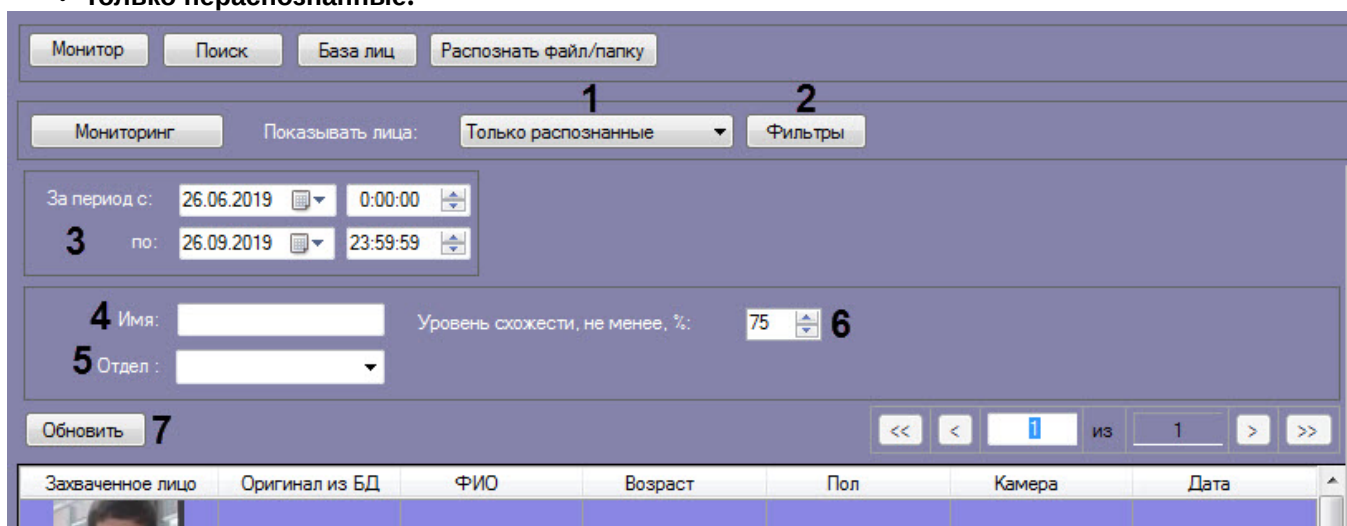 • Только нераспознанные.
Монитор Поиск База лиц Распознать файл/папку
1 2
Мониторинг Показывать лица: Только распознанные Фильтры
За период с: 26.06.2019 0:00:00
3 по: 26.09.2019 23:59:59
4 Имя: Уровень схожести, не менее, %: 75 6
5 Отдел :
Обновить 7 << < 1 из 1 > >>
Захваченное лицо Оригинал из БД ФИО Возраст Пол Камера Дата